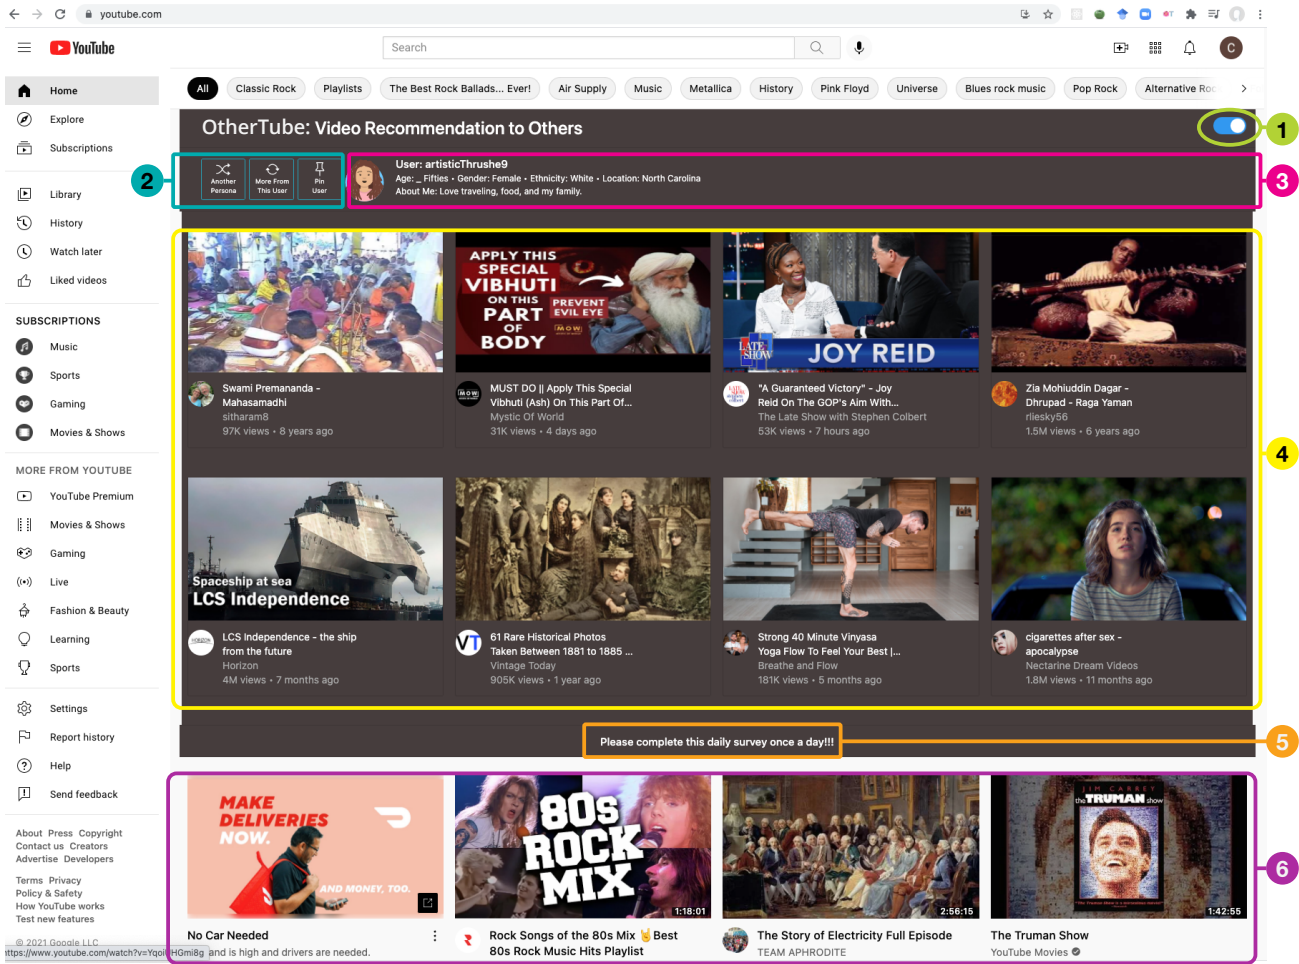 youtube.com
YouTube
Search
C
Home
Explore
Subscriptions
Library
History
Watch later
Liked videos
SUBSCRIPTIONS
Music
Sports
Gaming
Movies & Shows
MORE FROM YOUTUBE
YouTube Premium
Movies & Shows
Gaming
Live
Fashion & Beauty
Learning
Sports
Settings
Report history
Help
Send feedback
About Press Copyright
Contact us Creators
Advertise Developers
Terms Privacy
Policy & Safety
How YouTube works
Test new features
© 2021 Google LLC
All
Classic Rock
Playlists
The Best Rock Ballads... Ever!
Air Supply
Music
Metallica
History
Pink Floyd
Universe
Blues rock music
Pop Rock
Alternative Roc
OtherTube: Video Recommendation to Others
1
2
Another
Persona
More From
This User
Pin
User
User: artisticThrushe9
Age: _ Fifties • Gender: Female • Ethnicity: White • Location: North Carolina
About Me: Love traveling, food, and my family.
3
APPLY THIS
SPECIAL
VIBHUTI
ON THIS
PART
OF
BODY
PREVENT
EVIL EYE
MOW
LATE
SHOW
JOY REID
Swami Premananda -
Mahasamadhi
sitharam8
97K views • 8 years ago
MOW
MUST DO || Apply This Special
Vibhuti (Ash) On This Part Of...
Mystic Of World
31K views • 4 days ago
"A Guaranteed Victory" - Joy
Reid On The GOP's Aim With...
The Late Show with Stephen Colbert
53K views • 7 hours ago
Zia Mohiuddin Dagar -
Dhrupad - Raga Yaman
rliesky56
1.5M views • 6 years ago
4
Spaceship at sea
LCS Independence
LCS Independence - the ship
from the future
Horizon
4M views • 7 months ago
VT
61 Rare Historical Photos
Taken Between 1881 to 1885 ...
Vintage Today
905K views • 1 year ago
Strong 40 Minute Vinyasa
Yoga Flow To Feel Your Best |...
Breathe and Flow
181K views • 5 months ago
cigarettes after sex -
apocalypse
Nectarine Dream Videos
1.8M views • 11 months ago
Please complete this daily survey once a day!!!
5
MAKE
DELIVERIES
NOW.
AND MONEY, TOO.
80s
ROCK
MIX
1:18:01
2:56:15
JIM CARREY
the TRUMAN show
1:42:55
6
No Car Needed
and is high and drivers are needed.
Rock Songs of the 80s Mix 🤘Best
80s Rock Music Hits Playlist
The Story of Electricity Full Episode
TEAM APHRODITE
The Truman Show
YouTube Movies